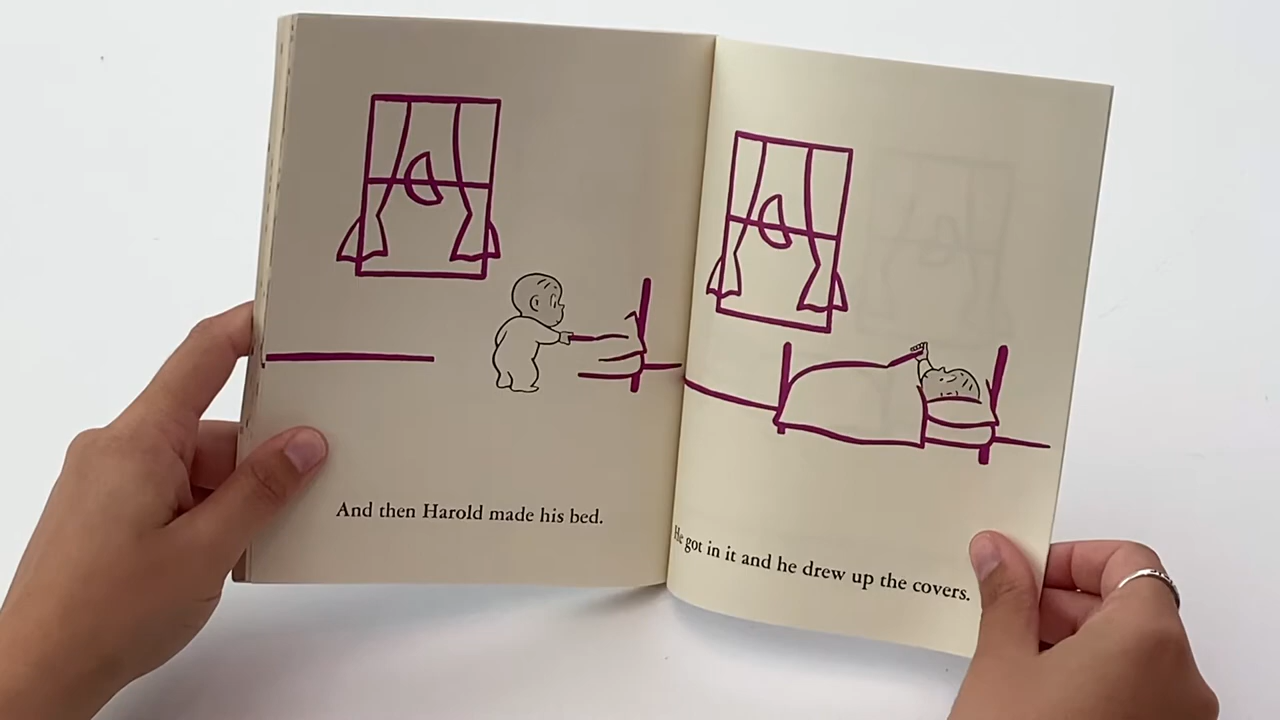 And then Harold made his bed.
He got in it and he drew up the covers.